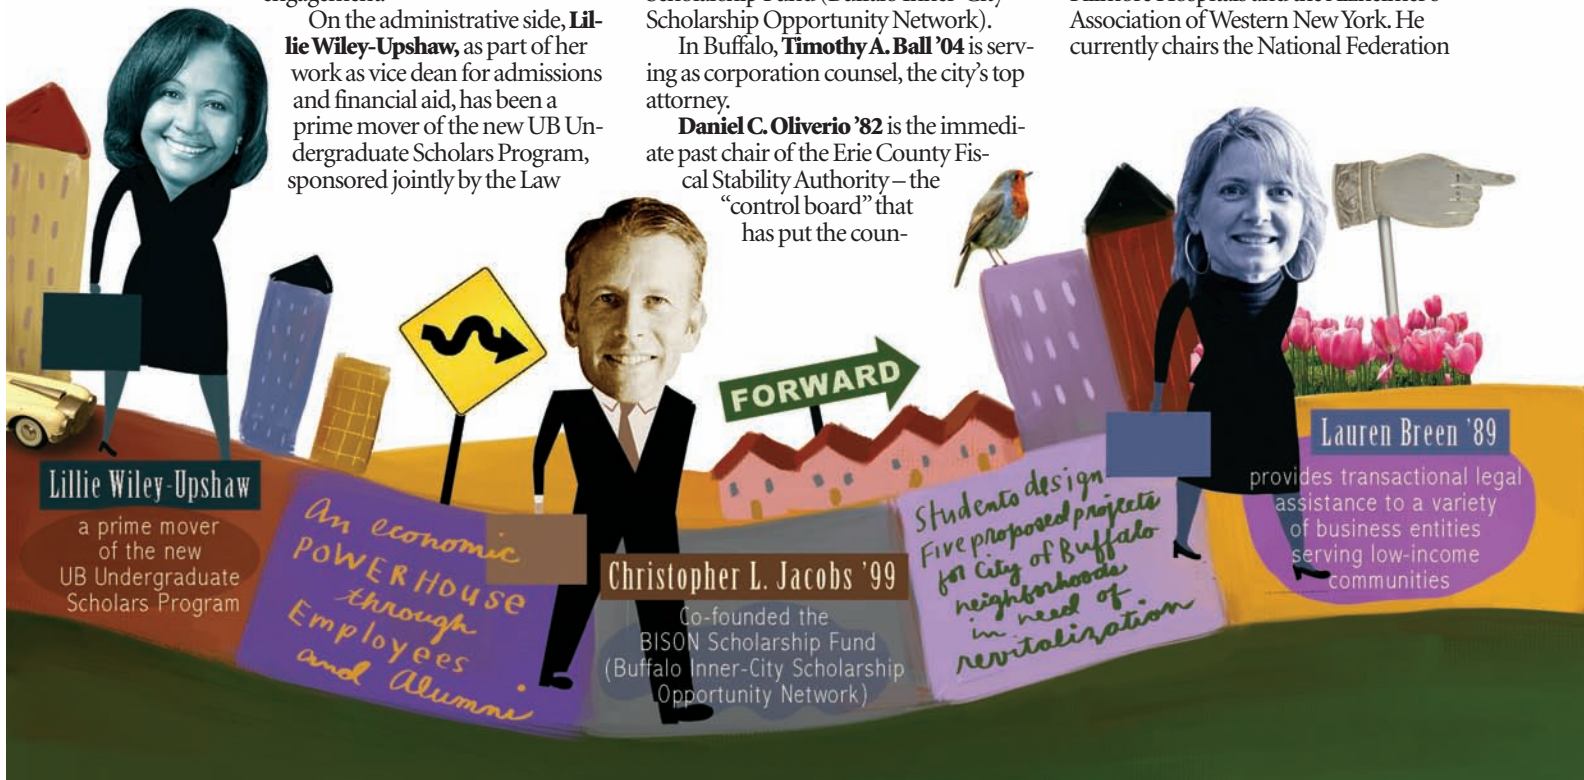 engagement.
On the administrative side, Lil-
lie Wiley-Upshaw, as part of her
work as vice dean for admissions
and financial aid, has been a
prime mover of the new UB Un-
dergraduate Scholars Program,
sponsored jointly by the Law
Scholarship Fund (Buffalo Inner-City
Scholarship Opportunity Network).
In Buffalo, Timothy A. Ball ’04 is serv-
ing as corporation counsel, the city’s top
attorney.
Daniel C. Oliverio ’82 is the immedi-
ate past chair of the Erie County Fis-
cal Stability Authority – the
“control board” that
has put the coun-
Association of Western New York. He
currently chairs the National Federation
FORWARD
Lillie Wiley-Upshaw
a prime mover
of the new
UB Undergraduate
Scholars Program
An economic
POWERHOUSE
through
Employees
and Alumni
Christopher L. Jacobs '99
Co-founded the
BISON Scholarship Fund
(Buffalo Inner-City Scholarship
Opportunity Network)
Students design
Five proposed projects
for City of Buffalo
neighborhoods
in need of
revitalization
Lauren Breen '89
provides transactional legal
assistance to a variety
of business entities
serving low-income
communities